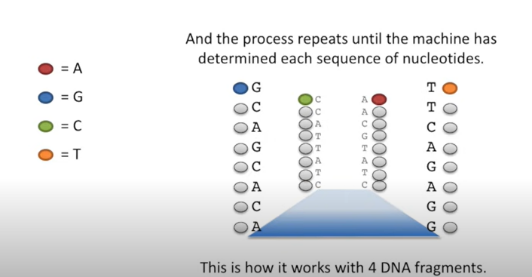 And the process repeats until the machine has
determined each sequence of nucleotides.
= A
= G
= C
= T
G
C
A
G
C
A
C
A
C
C
A
T
T
A
T
C
A
A
C
G
T
A
T
C
T
T
C
A
G
A
G
G
This is how it works with 4 DNA fragments.